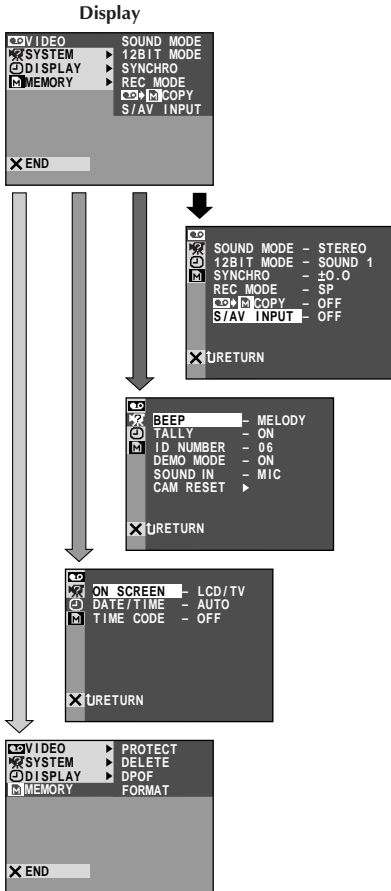 Display
VIDEO SOUND MODE
SYSTEM 12BIT MODE
DISPLAY SYNCHRO
M MEMORY REC MODE
M COPY
S/AV INPUT
END
SOUND MODE – STEREO
12BIT MODE – SOUND 1
M SYNCHRO – ±0.0
REC MODE – SP
M COPY – OFF
S/AV INPUT – OFF
RETURN
BEEP – MELODY
TALLY – ON
M ID NUMBER – 06
DEMO MODE – ON
SOUND IN – MIC
CAM RESET
RETURN
ON SCREEN – LCD/TV
DATE/TIME – AUTO
M TIME CODE – OFF
RETURN
VIDEO PROTECT
SYSTEM DELETE
DISPLAY DPOF
M MEMORY FORMAT
END